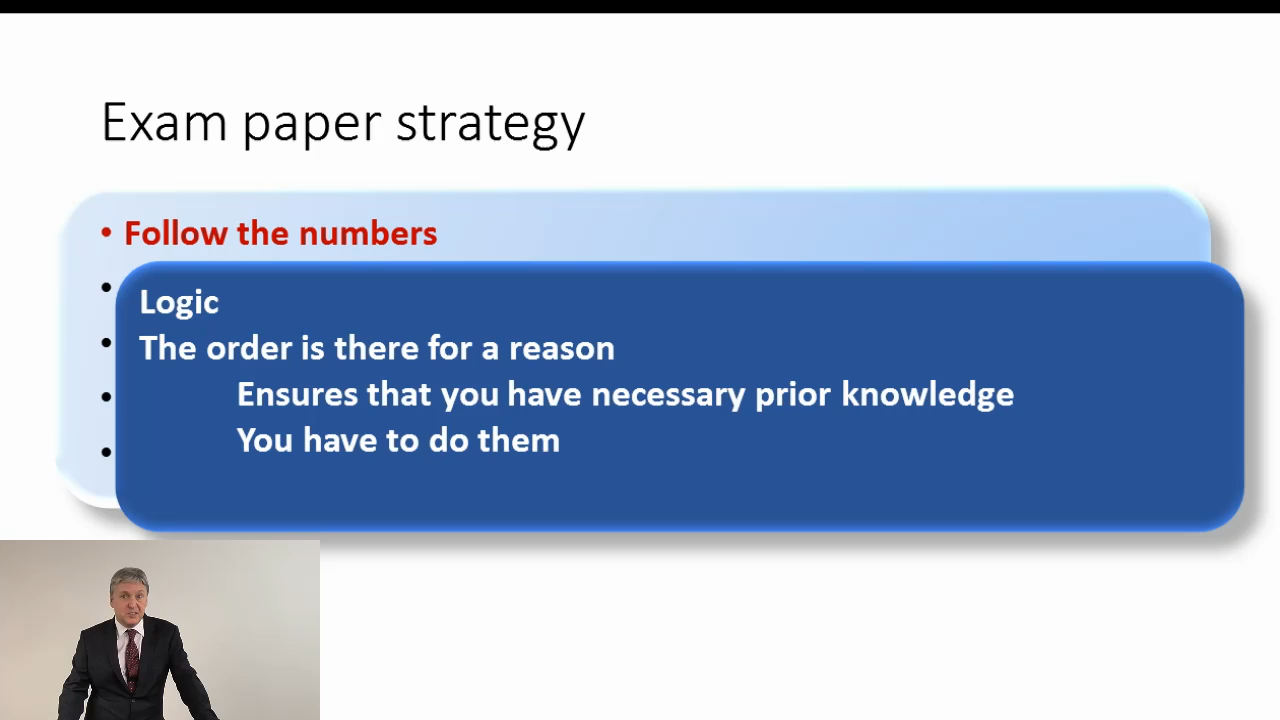 Exam paper strategy
• Follow the numbers
•
Logic
•
The order is there for a reason
•
Ensures that you have necessary prior knowledge
•
You have to do them